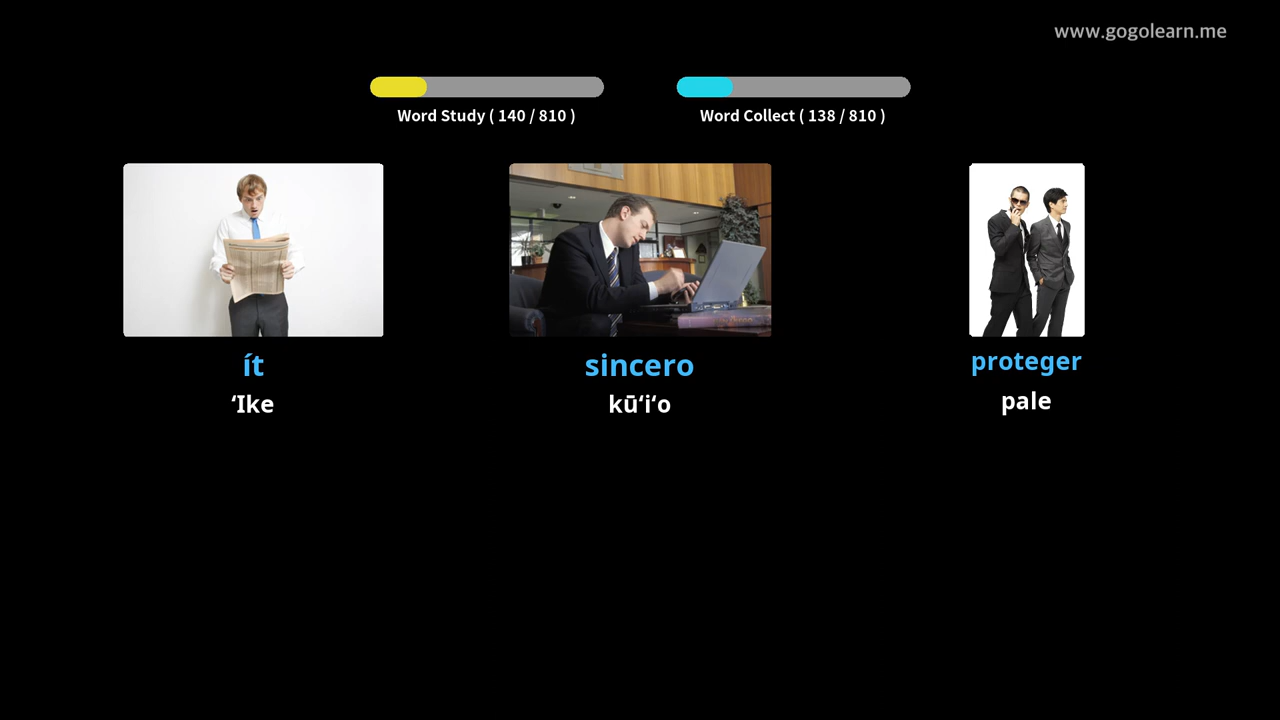 www.gogolearn.me
Word Study ( 140 / 810 )
Word Collect ( 138 / 810 )
ít
ʻIke
sincero
kūʻiʻo
proteger
pale